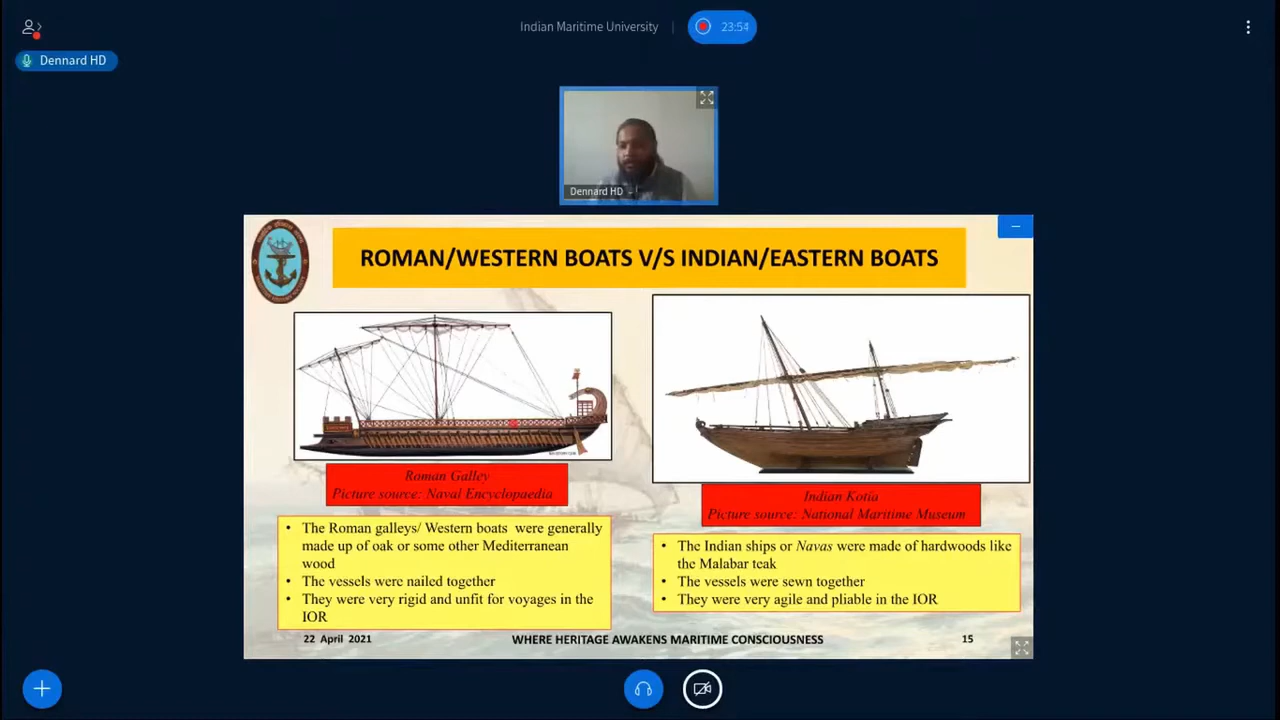 Indian Maritime University
23:54
Dennard HD
Dennard HD
ROMAN/WESTERN BOATS V/S INDIAN/EASTERN BOATS
Roman Galley
Picture source: Naval Encyclopaedia
• The Roman galleys/ Western boats were generally
made up of oak or some other Mediterranean
wood
• The vessels were nailed together
• They were very rigid and unfit for voyages in the
IOR
Indian Kotia
Picture source: National Maritime Museum
• The Indian ships or Navas were made of hardwoods like
the Malabar teak
• The vessels were sewn together
• They were very agile and pliable in the IOR
22 April 2021
WHERE HERITAGE AWAKENS MARITIME CONSCIOUSNESS
15